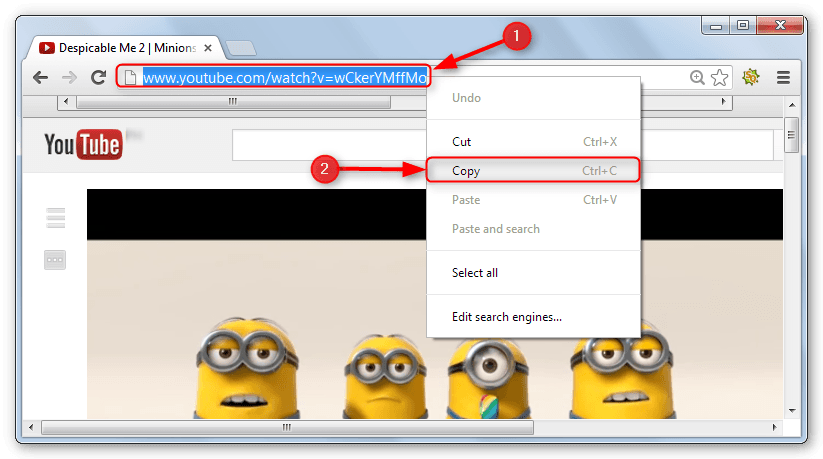 1
Despicable Me 2 | Minions
www.youtube.com/watch?v=wCkerYMffMo
Undo
Cut Ctrl+X
2
Copy Ctrl+C
Paste Ctrl+V
Paste and search
Select all
Edit search engines...
YouTube